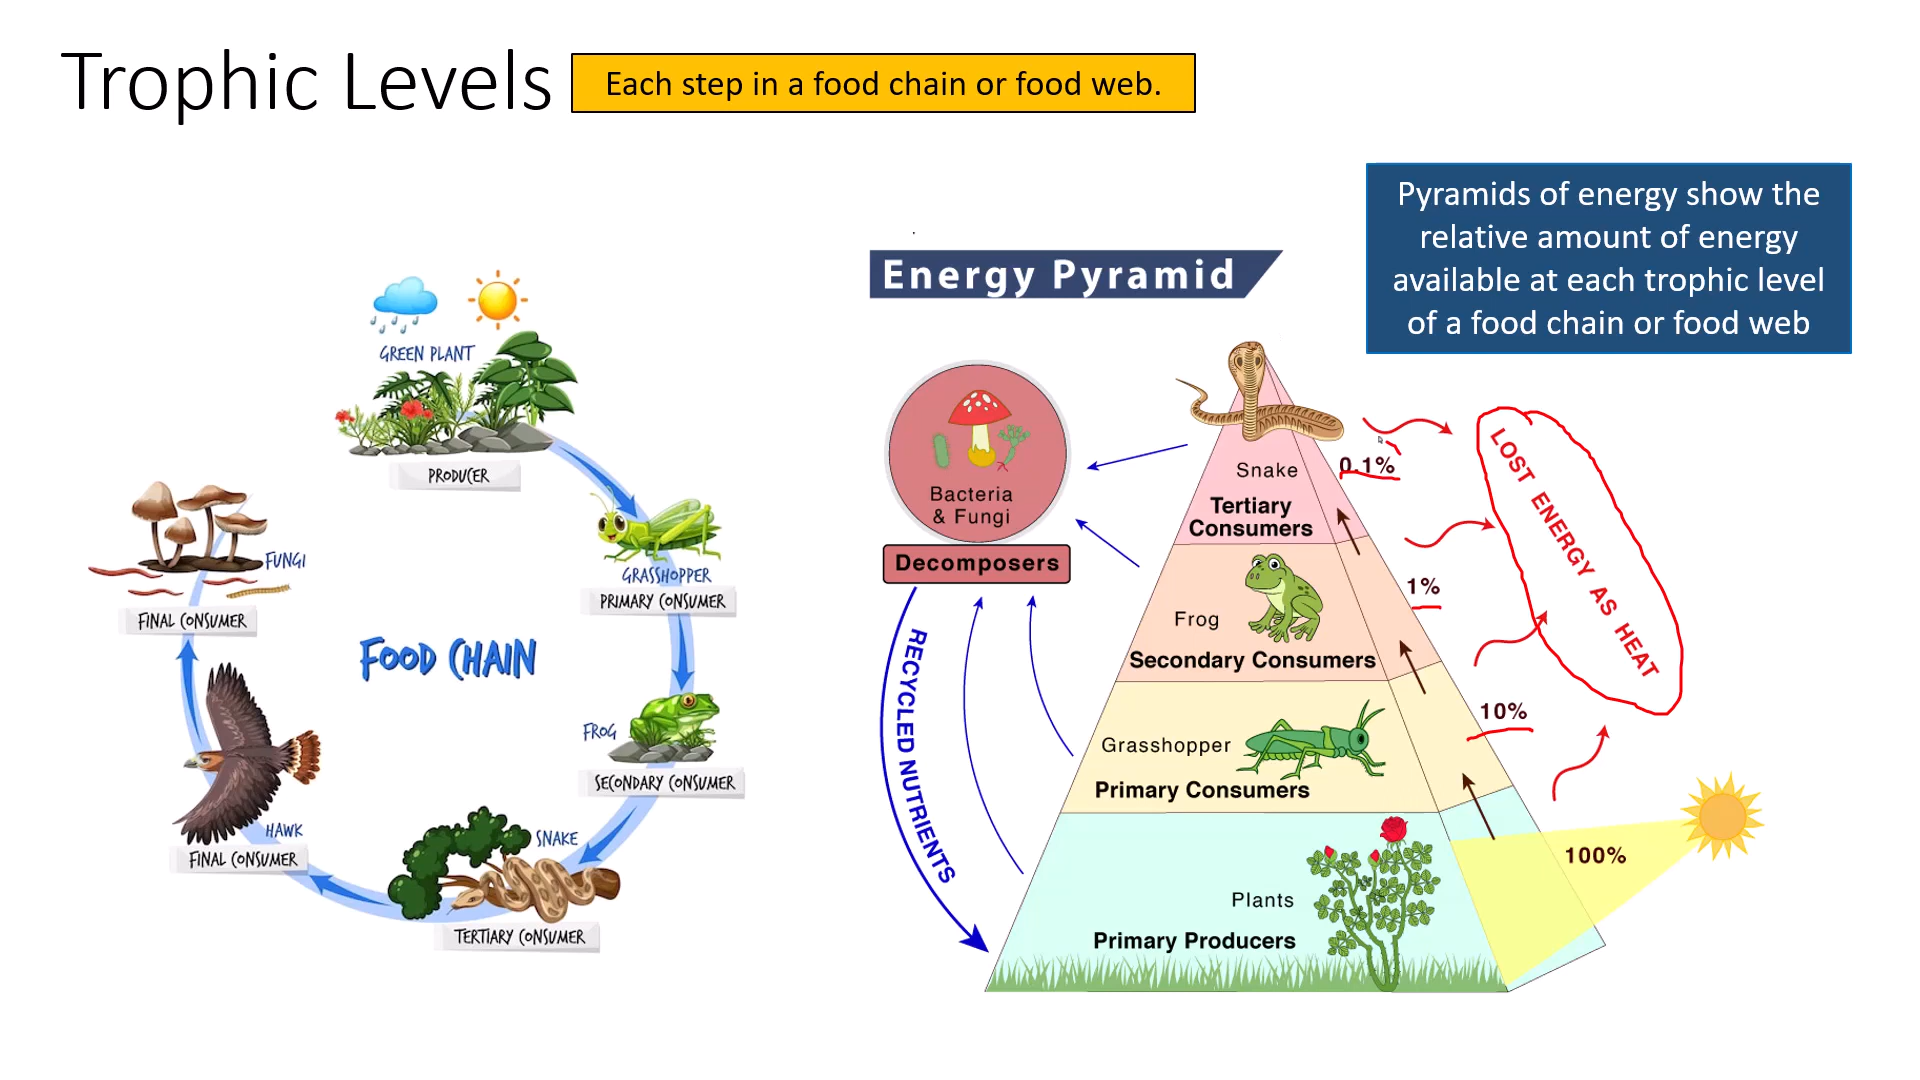 Trophic Levels
Each step in a food chain or food web.
Pyramids of energy show the
relative amount of energy
available at each trophic level
of a food chain or food web
GREEN PLANT
PRODUCER
GRASSHOPPER
PRIMARY CONSUMER
FROG
SECONDARY CONSUMER
SNAKE
TERTIARY CONSUMER
HAWK
FINAL CONSUMER
FUNGI
FINAL CONSUMER
FOOD CHAIN
Energy Pyramid
Bacteria
& Fungi
Decomposers
RECYCLED NUTRIENTS
Snake
Tertiary
Consumers
0.1%
Frog
Secondary Consumers
1%
Grasshopper
Primary Consumers
10%
Plants
Primary Producers
100%
LOST ENERGY AS HEAT